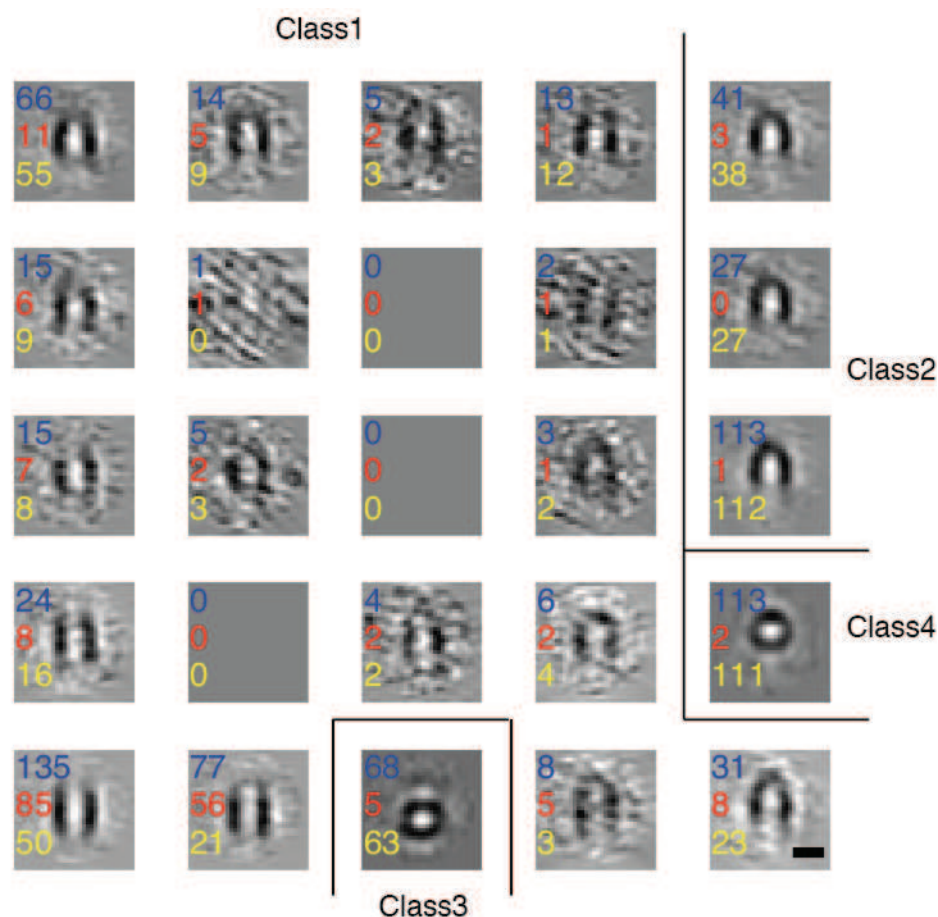 Class1
66 14 5 13 41
11 5 2 1 3
55 9 3 12 38
15 1 0 2 27
6 1 0 1 0
9 0 0 1 27
Class2
15 5 0 3 113
7 2 0 1 1
8 3 0 2 112
24 0 4 6 113
8 0 2 2 2
16 0 2 4 111
Class4
135 77 68 8 31
85 56 5 5 8
50 21 63 3 23
Class3